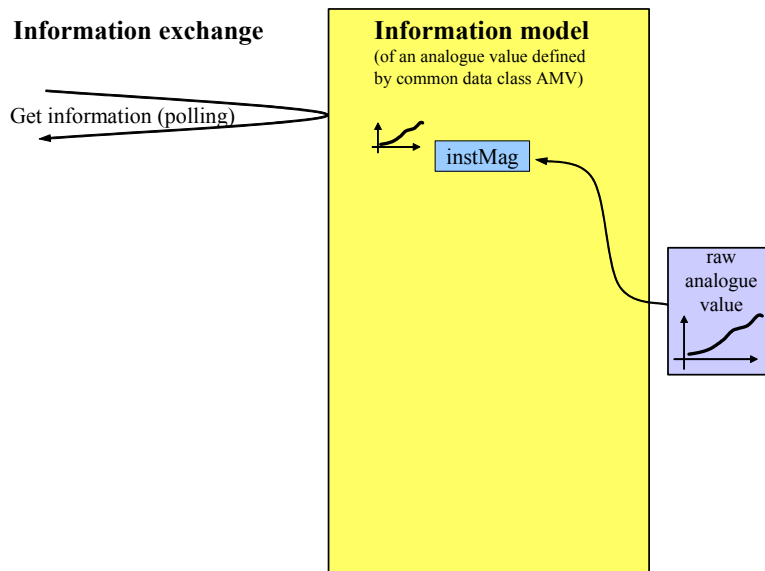 Information exchange
Information model
(of an analogue value defined
by common data class AMV)
Get information (polling)
instMag
raw
analogue
value